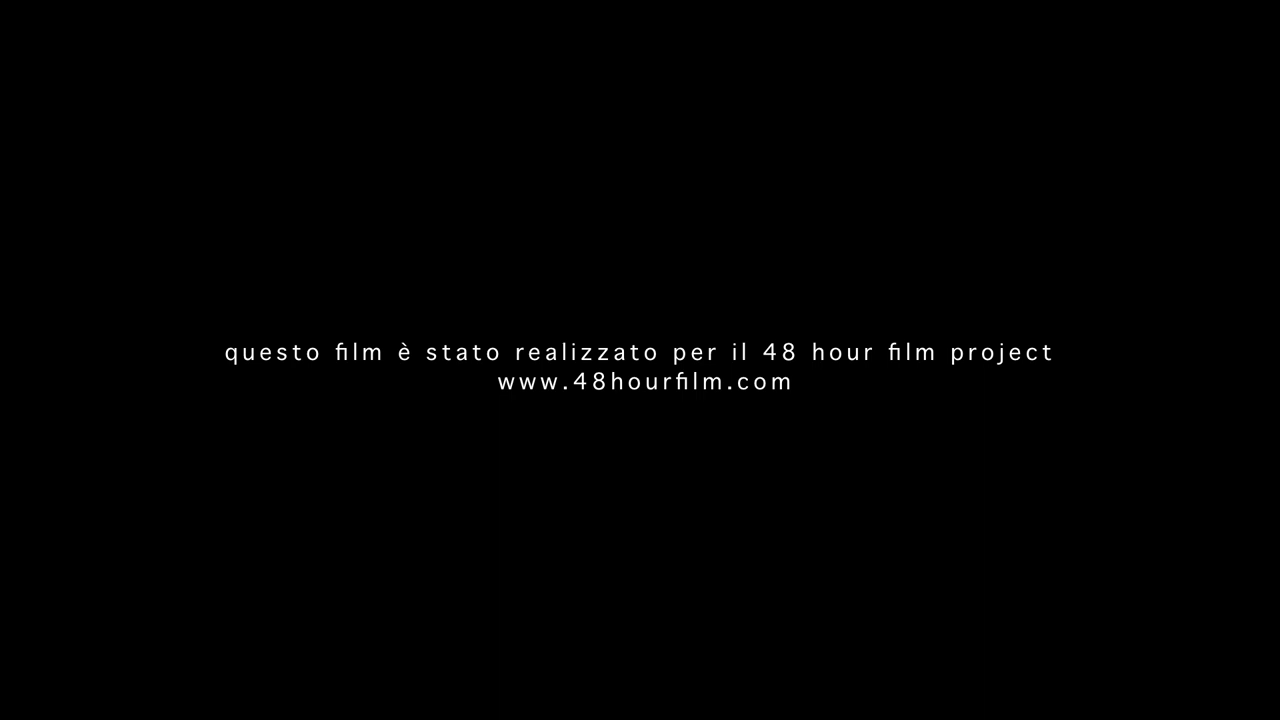 questo film è stato realizzato per il 48 hour film project
www.48hourfilm.com